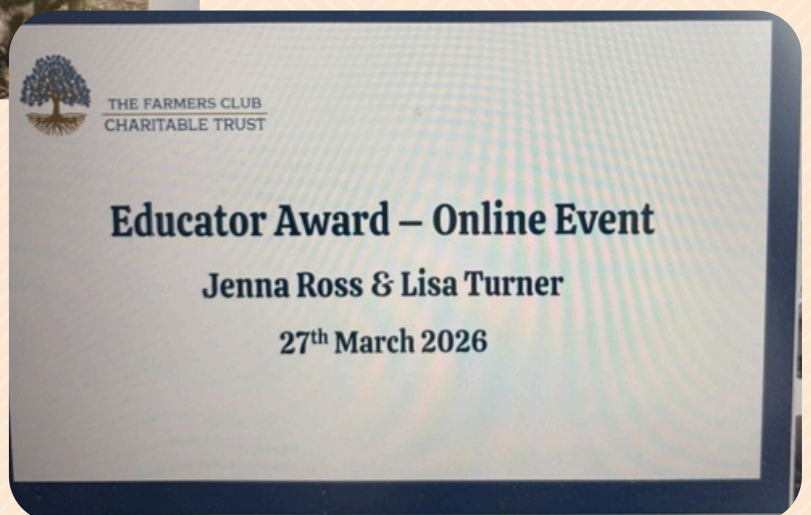 THE FARMERS CLUB
CHARITABLE TRUST
Educator Award – Online Event
Jenna Ross & Lisa Turner
27th March 2026